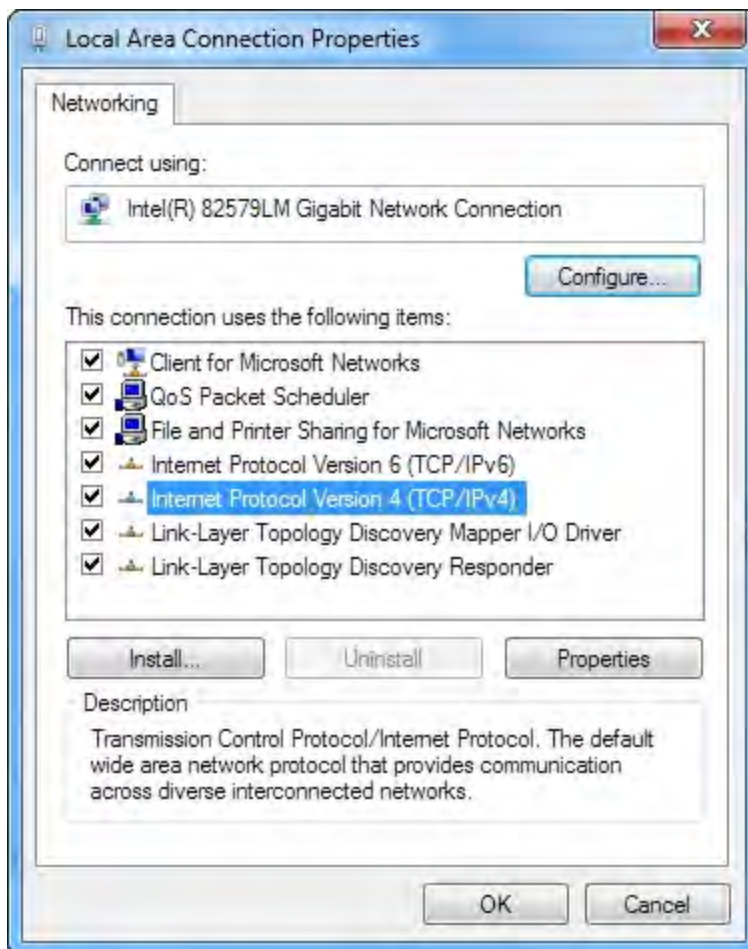 Local Area Connection Properties
Networking
Connect using:
Intel(R) 82579LM Gigabit Network Connection
Configure...
This connection uses the following items:
Client for Microsoft Networks
QoS Packet Scheduler
File and Printer Sharing for Microsoft Networks
Internet Protocol Version 6 (TCP/IPv6)
Internet Protocol Version 4 (TCP/IPv4)
Link-Layer Topology Discovery Mapper I/O Driver
Link-Layer Topology Discovery Responder
Install... Uninstall Properties
Description
Transmission Control Protocol/Internet Protocol. The default
wide area network protocol that provides communication
across diverse interconnected networks.
OK Cancel